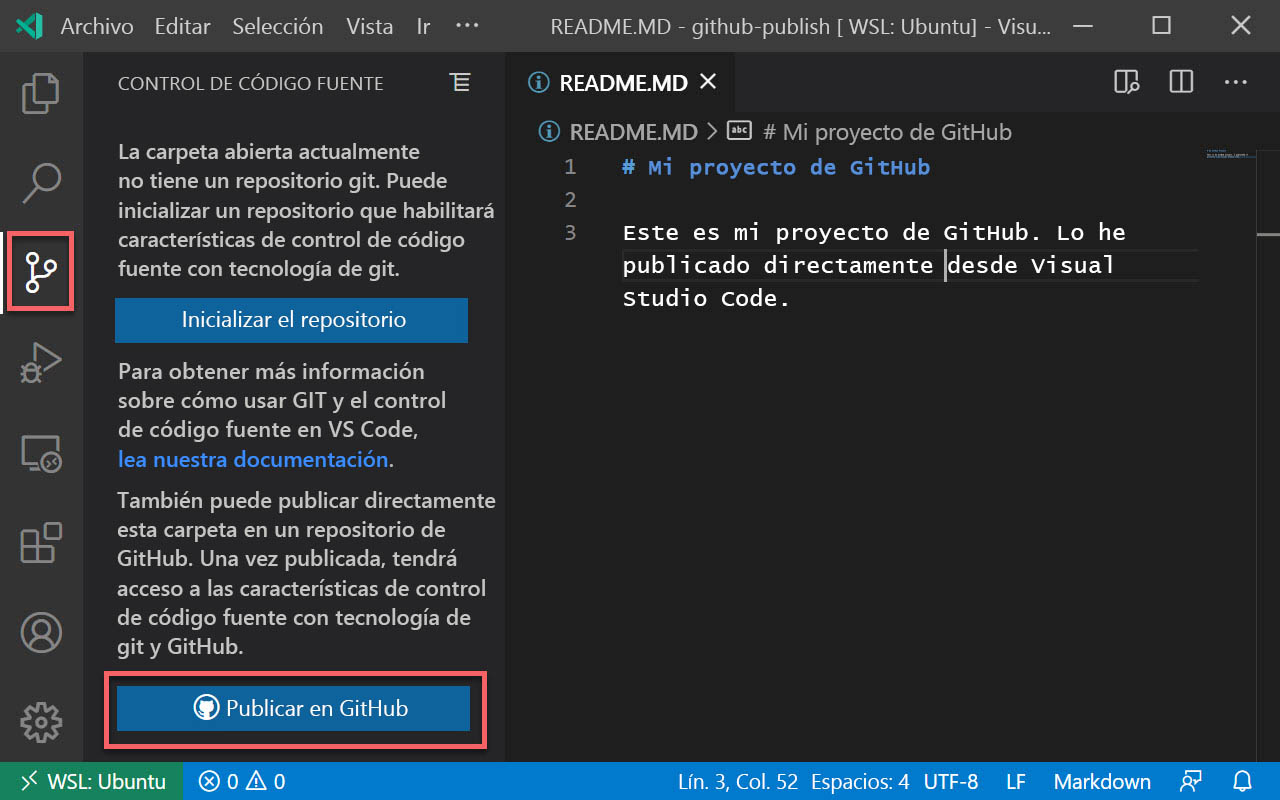 Archivo Editar Selección Vista Ir ··· README.MD - github-publish [ WSL: Ubuntu] - Visu...
CONTROL DE CÓDIGO FUENTE
La carpeta abierta actualmente
no tiene un repositorio git. Puede
inicializar un repositorio que habilitará
características de control de código
fuente con tecnología de git.
Inicializar el repositorio
Para obtener más información
sobre cómo usar GIT y el control
de código fuente en VS Code,
lea nuestra documentación.
También puede publicar directamente
esta carpeta en un repositorio de
GitHub. Una vez publicada, tendrá
acceso a las características de control
de código fuente con tecnología de
git y GitHub.
Publicar en GitHub
README.MD
README.MD > abc # Mi proyecto de GitHub
1 # Mi proyecto de GitHub
2
3 Este es mi proyecto de GitHub. Lo he
publicado directamente desde Visual
Studio Code.
WSL: Ubuntu 0 0 Lín. 3, Col. 52 Espacios: 4 UTF-8 LF Markdown